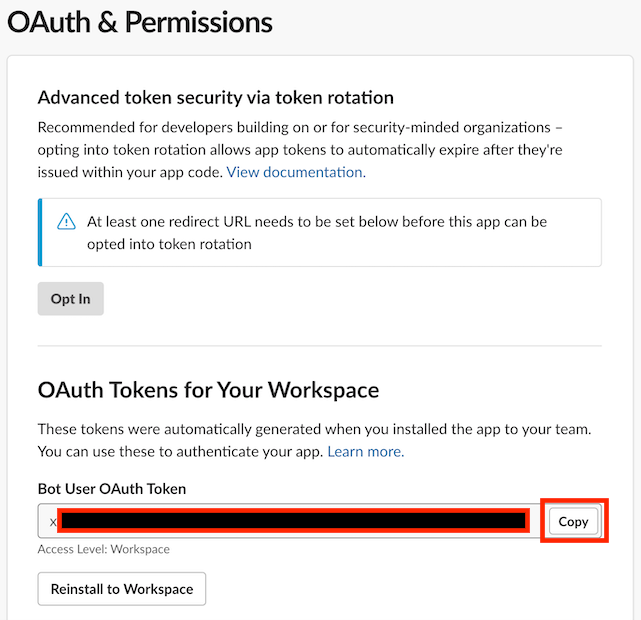 OAuth & Permissions
Advanced token security via token rotation
Recommended for developers building on or for security-minded organizations –
opting into token rotation allows app tokens to automatically expire after they're
issued within your app code. View documentation.
At least one redirect URL needs to be set below before this app can be
opted into token rotation
Opt In
OAuth Tokens for Your Workspace
These tokens were automatically generated when you installed the app to your team.
You can use these to authenticate your app. Learn more.
Bot User OAuth Token
x
Copy
Access Level: Workspace
Reinstall to Workspace